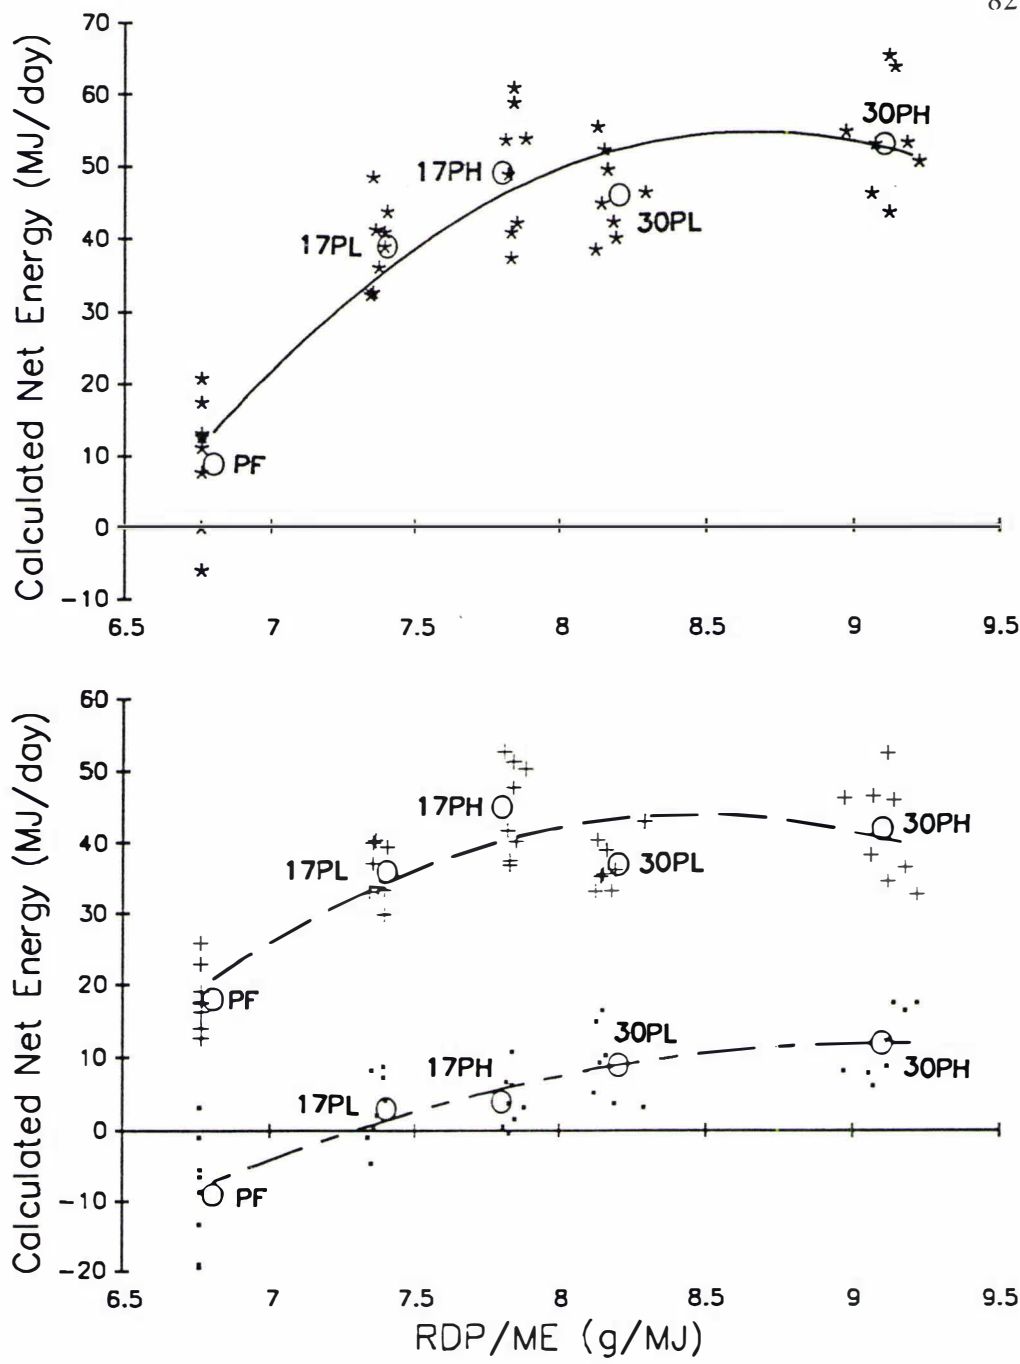 82
70
60
50
40
30
20
10
0
-10
Calculated Net Energy (MJ/day)
30PH
17PH
30PL
17PL
PF
6.5 7 7.5 8 8.5 9 9.5
60
50
40
30
20
10
0
-10
-20
Calculated Net Energy (MJ/day)
17PH
30PH
17PL
30PL
PF
30PL
17PH
30PH
17PL
PF
6.5 7 7.5 8 8.5 9 9.5
RDP/ME (g/MJ)